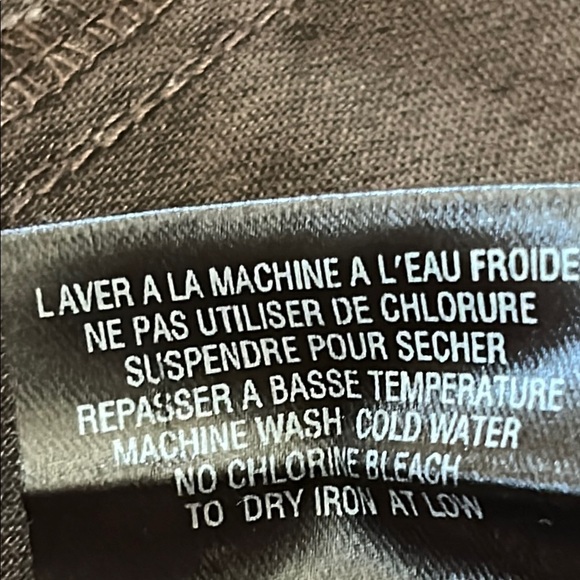 LAVER A LA MACHINE A L'EAU FROIDE
NE PAS UTILISER DE CHLORURE
SUSPENDRE POUR SECHER
REPASSER A BASSE TEMPERATURE
MACHINE WASH COLD WATER
NO CHLORINE BLEACH
TO DRY IRON AT LOW